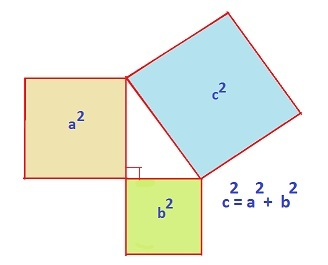 c²
a²
b²
c² = a² + b²